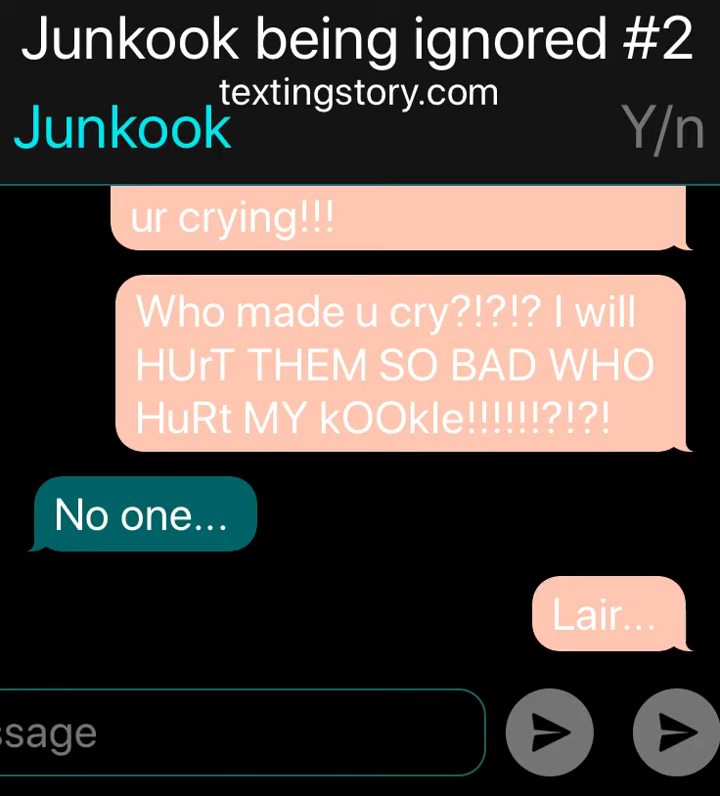 Junkook being ignored #2
textingstory.com
Junkook
Y/n
ur crying!!!
Who made u cry?!?!? I will
HUrT THEM SO BAD WHO
HuRt MY kOOkIe!!!!!!?!?!
No one...
Lair...
ssage